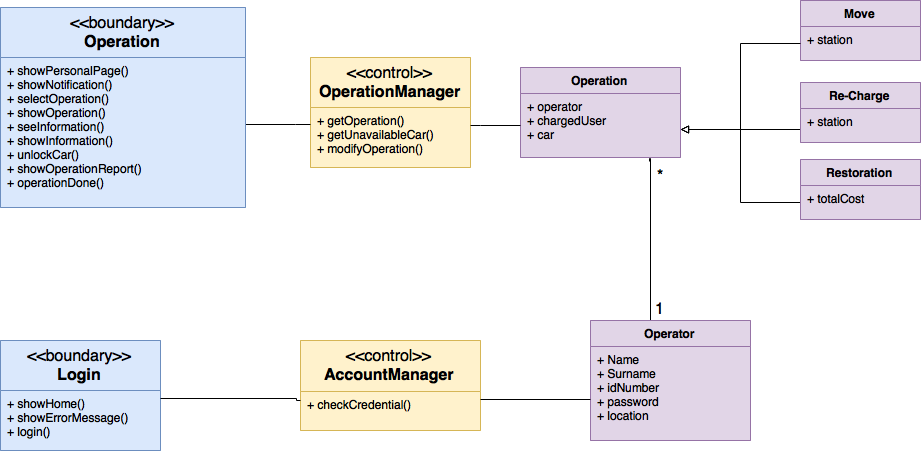 <<boundary>>
Operation
+ showPersonalPage()
+ showNotification()
+ selectOperation()
+ showOperation()
+ seeInformation()
+ showInformation()
+ unlockCar()
+ showOperationReport()
+ operationDone()
<<control>>
OperationManager
+ getOperation()
+ getUnavailableCar()
+ modifyOperation()
Operation
+ operator
+ chargedUser
+ car
Move
+ station
Re-Charge
+ station
Restoration
+ totalCost
*
1
<<boundary>>
Login
+ showHome()
+ showErrorMessage()
+ login()
<<control>>
AccountManager
+ checkCredential()
Operator
+ Name
+ Surname
+ idNumber
+ password
+ location